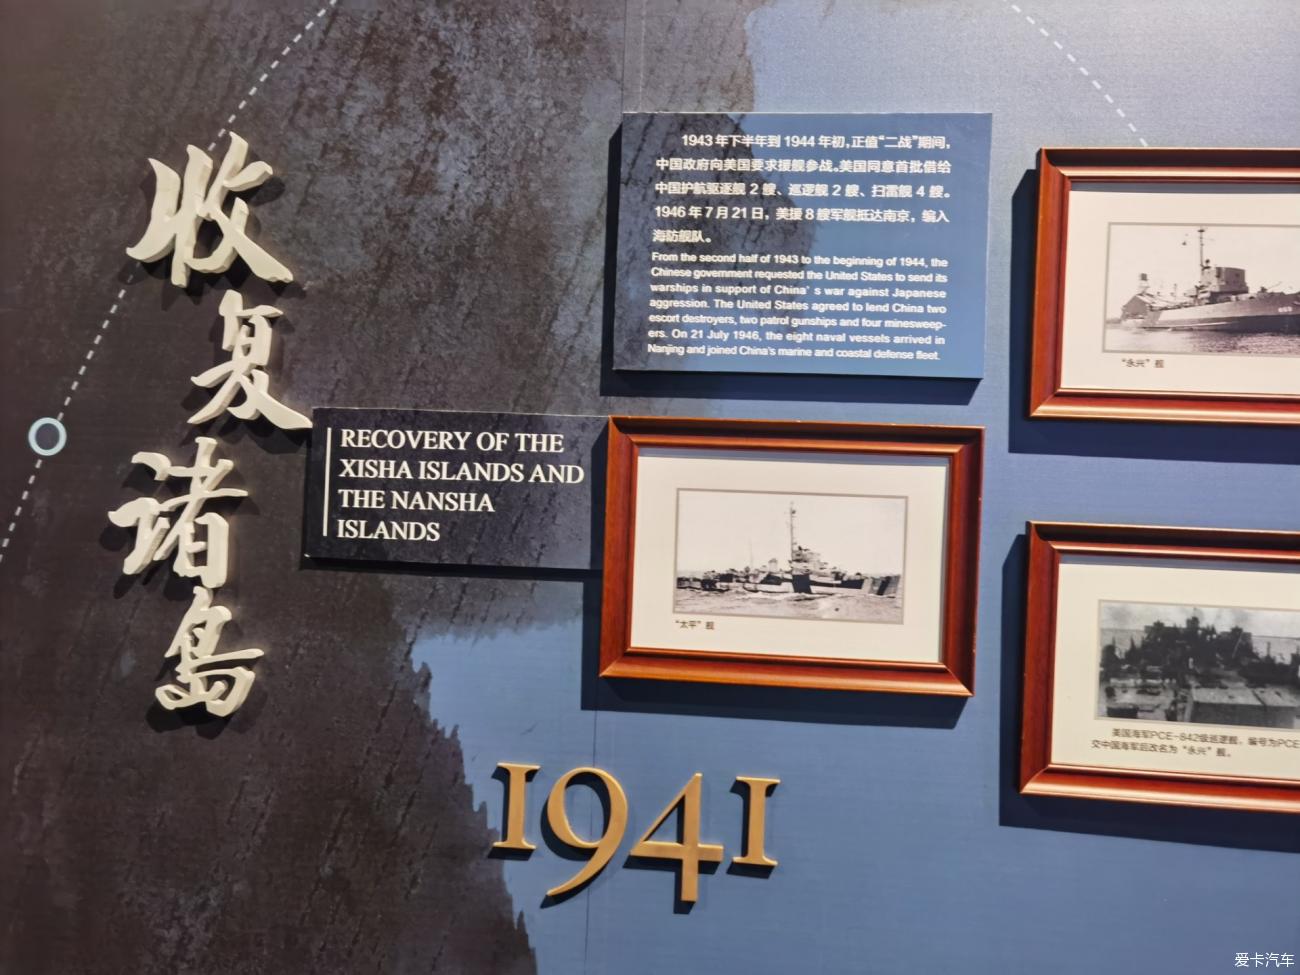 收复诸岛
RECOVERY OF THE
XISHA ISLANDS AND
THE NANSHA
ISLANDS
1943年下半年到1944年初,正值“二战”期间,
中国政府向美国要求援舰参战。美国同意首批借给
中国护航驱逐舰2艘、巡逻舰2艘、扫雷舰4艘。
1946年7月21日，美援8艘军舰抵达南京，编入
海防舰队。
From the second half of 1943 to the beginning of 1944, the
Chinese government requested the United States to send its
warships in support of China' s war against Japanese
aggression. The United States agreed to lend China two
escort destroyers, two patrol gunships and four minesweep-
ers. On 21 July 1946, the eight naval vessels arrived in
Nanjing and joined China's marine and coastal defense fleet.
“永兴”舰
“太平”舰
美国海军PCE-842级巡逻舰，编号为PCE
交中国海军后改名为“永兴”舰。
1941
爱卡汽车